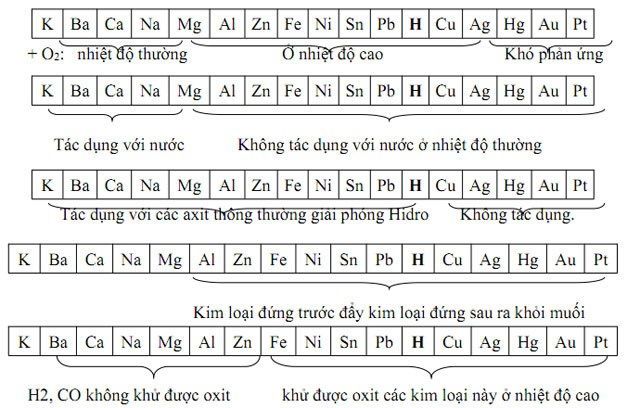 K Ba Ca Na Mg Al Zn Fe Ni Sn Pb H Cu Ag Hg Au Pt
+ O₂: nhiệt độ thường Ở nhiệt độ cao Khó phản ứng
K Ba Ca Na Mg Al Zn Fe Ni Sn Pb H Cu Ag Hg Au Pt
Tác dụng với nước Không tác dụng với nước ở nhiệt độ thường
K Ba Ca Na Mg Al Zn Fe Ni Sn Pb H Cu Ag Hg Au Pt
Tác dụng với các axit thông thường giải phóng Hidro Không tác dụng.
K Ba Ca Na Mg Al Zn Fe Ni Sn Pb H Cu Ag Hg Au Pt
Kim loại đứng trước đẩy kim loại đứng sau ra khỏi muối
K Ba Ca Na Mg Al Zn Fe Ni Sn Pb H Cu Ag Hg Au Pt
H2, CO không khử được oxit khử được oxit các kim loại này ở nhiệt độ cao